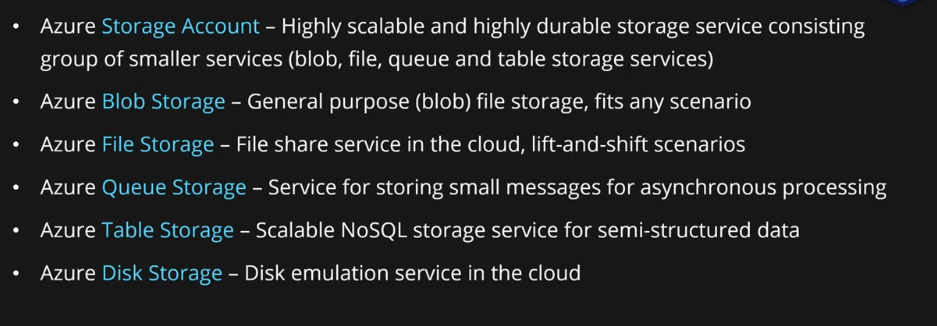 • Azure Storage Account – Highly scalable and highly durable storage service consisting
group of smaller services (blob, file, queue and table storage services)
• Azure Blob Storage – General purpose (blob) file storage, fits any scenario
• Azure File Storage – File share service in the cloud, lift-and-shift scenarios
• Azure Queue Storage – Service for storing small messages for asynchronous processing
• Azure Table Storage – Scalable NoSQL storage service for semi-structured data
• Azure Disk Storage – Disk emulation service in the cloud